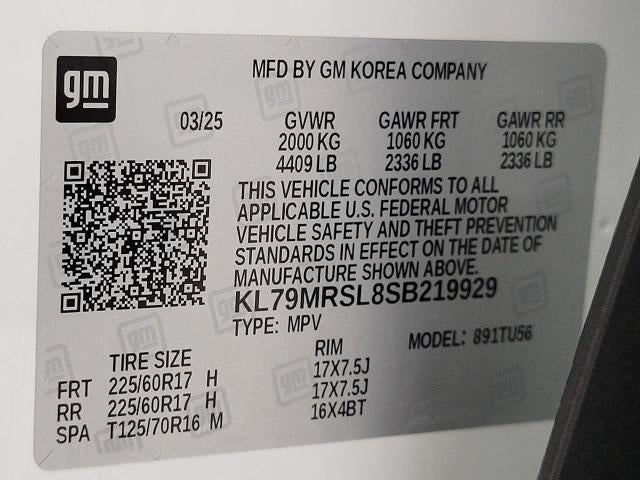 gm
MFD BY GM KOREA COMPANY
03/25 GVWR GAWR FRT GAWR RR
2000 KG 1060 KG 1060 KG
4409 LB 2336 LB 2336 LB
THIS VEHICLE CONFORMS TO ALL
APPLICABLE U.S. FEDERAL MOTOR
VEHICLE SAFETY AND THEFT PREVENTION
STANDARDS IN EFFECT ON THE DATE OF
MANUFACTURE SHOWN ABOVE.
KL79MRSL8SB219929
TYPE: MPV MODEL: 891TU56
TIRE SIZE RIM
FRT 225/60R17 H 17X7.5J
RR 225/60R17 H 17X7.5J
SPA T125/70R16 M 16X4BT